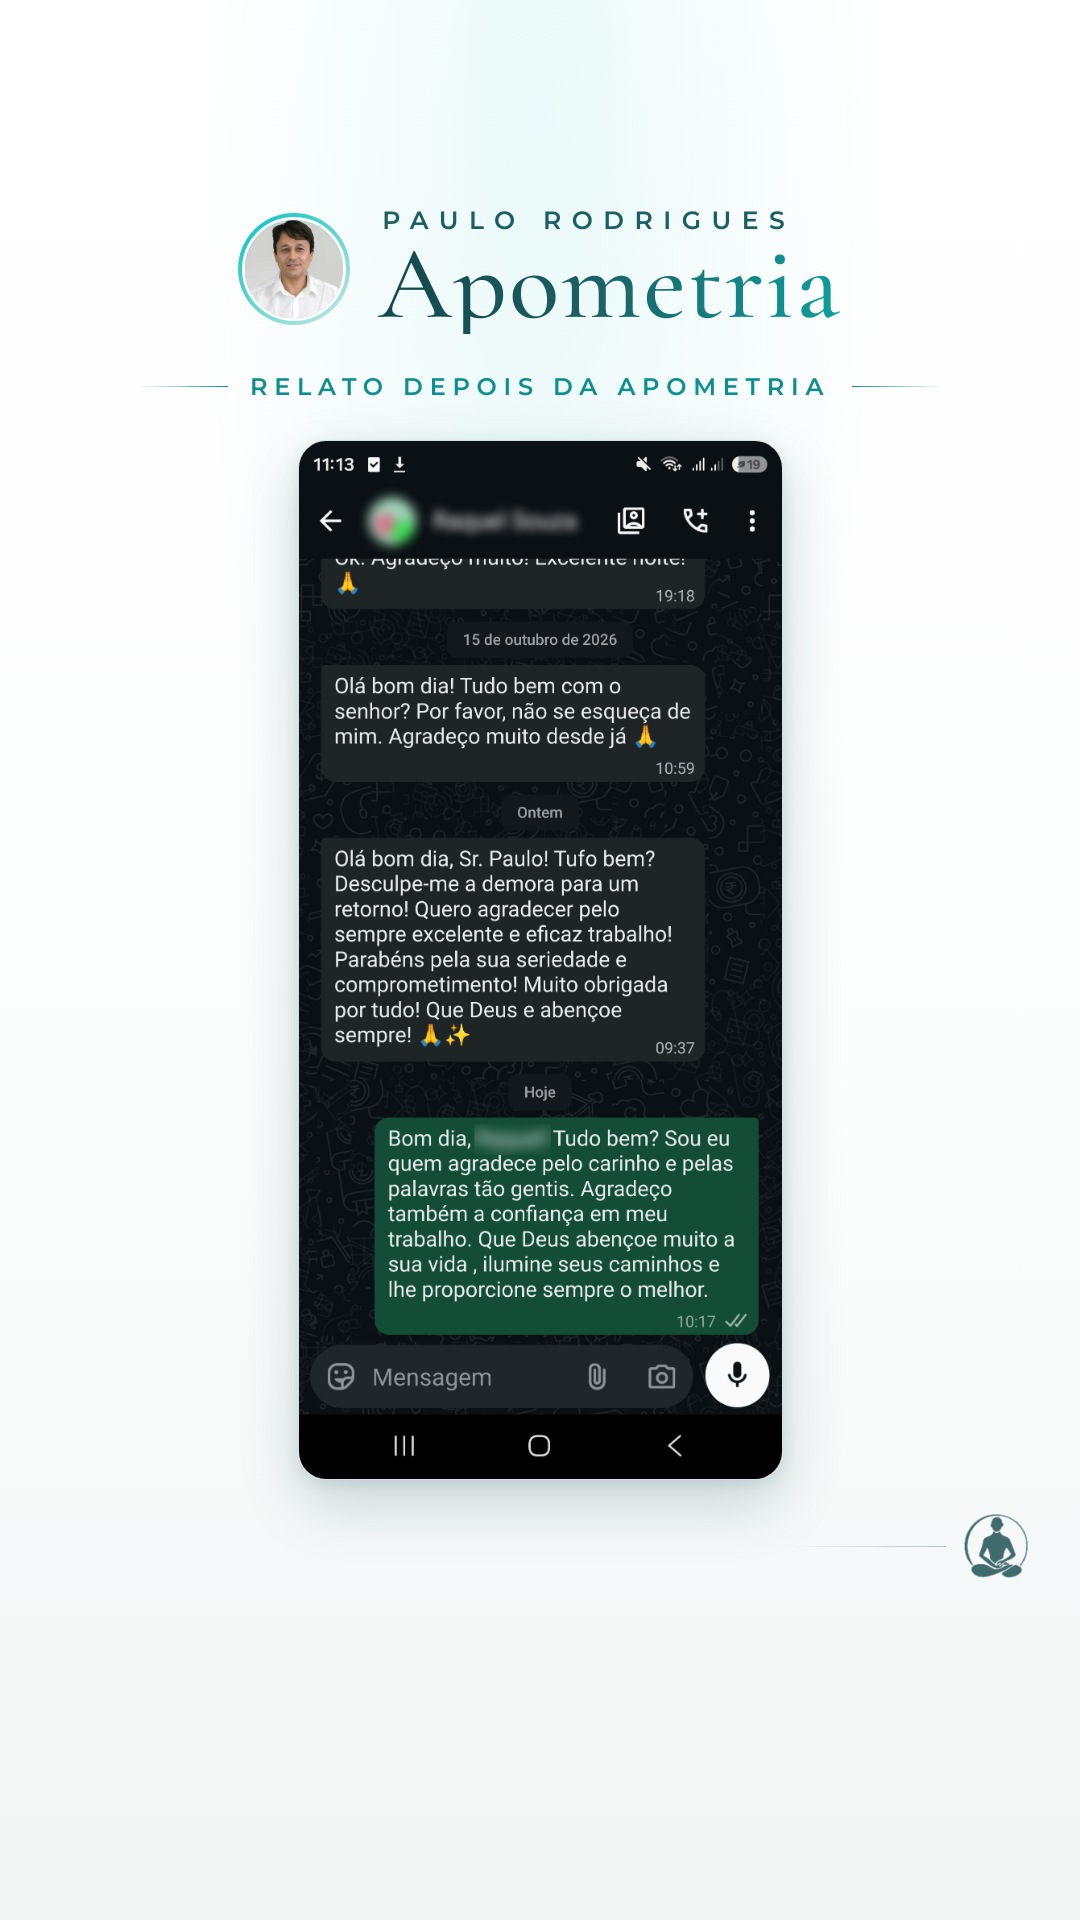 PAULO RODRIGUES
Apometria
RELATO DEPOIS DA APOMETRIA
11:13
19
Ok. Agradeço muito! Excelente noite!
🙏
19:18
15 de outubro de 2026
Olá bom dia! Tudo bem com o
senhor? Por favor, não se esqueça de
mim. Agradeço muito desde já 🙏
10:59
Ontem
Olá bom dia, Sr. Paulo! Tufo bem?
Desculpe-me a demora para um
retorno! Quero agradecer pelo
sempre excelente e eficaz trabalho!
Parabéns pela sua seriedade e
comprometimento! Muito obrigada
por tudo! Que Deus e abençoe
sempre! 🙏✨
09:37
Hoje
Bom dia, Tudo bem? Sou eu
quem agradece pelo carinho e pelas
palavras tão gentis. Agradeço
também a confiança em meu
trabalho. Que Deus abençoe muito a
sua vida , ilumine seus caminhos e
lhe proporcione sempre o melhor.
10:17
Mensagem